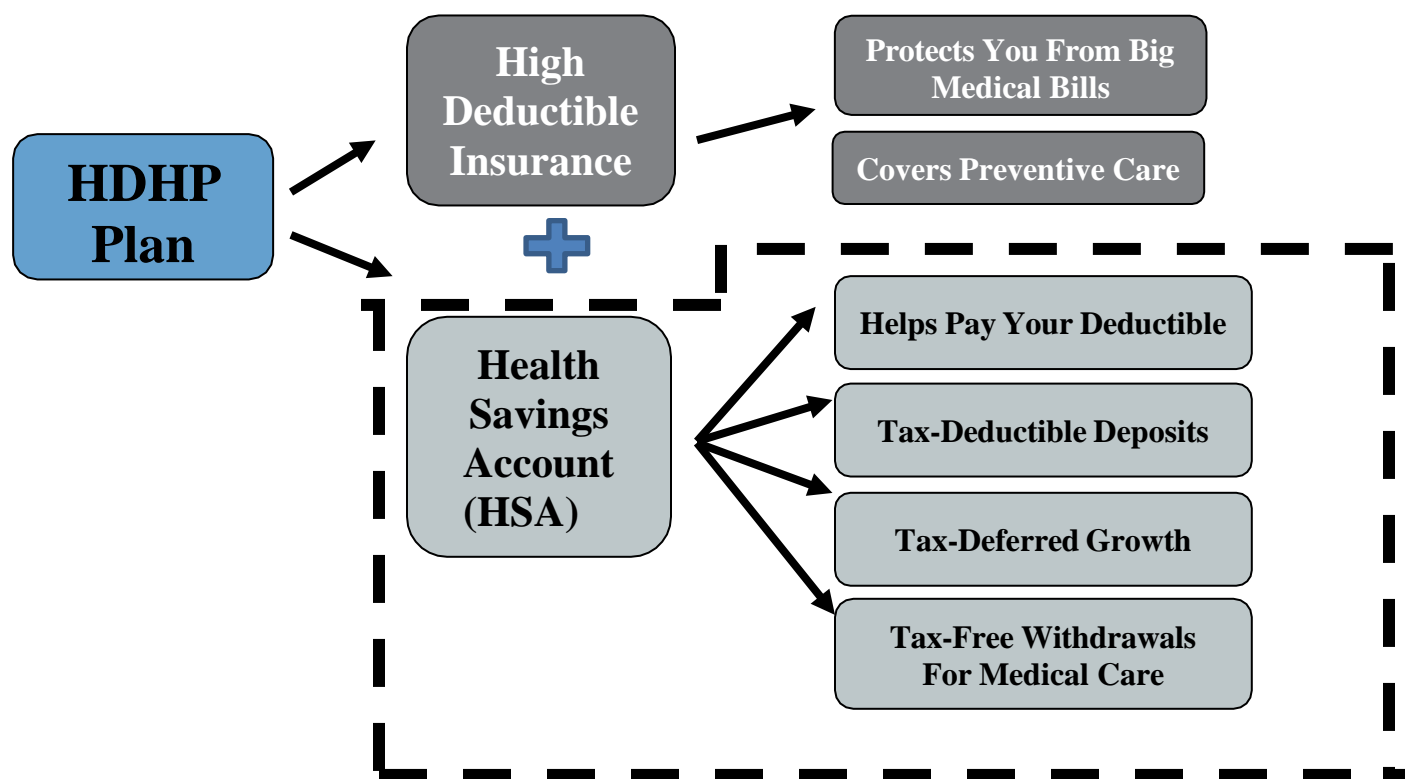 HDHP
Plan
High
Deductible
Insurance
Protects You From Big
Medical Bills
Covers Preventive Care
Health
Savings
Account
(HSA)
Helps Pay Your Deductible
Tax-Deductible Deposits
Tax-Deferred Growth
Tax-Free Withdrawals
For Medical Care